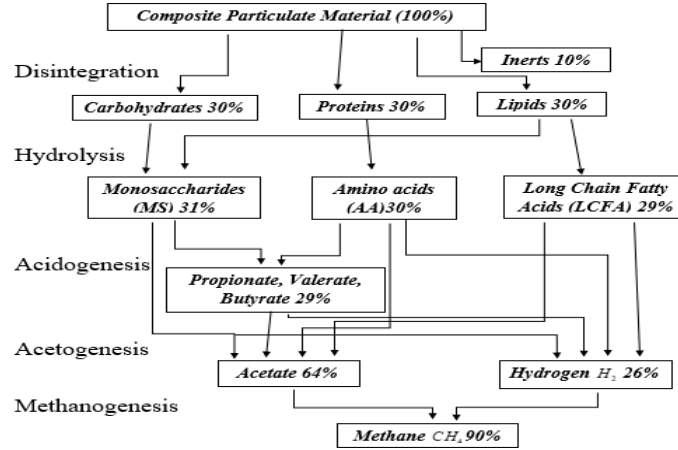 Composite Particulate Material (100%)
Inerts 10%
Disintegration
Carbohydrates 30%
Proteins 30%
Lipids 30%
Hydrolysis
Monosaccharides
(MS) 31%
Amino acids
(AA)30%
Long Chain Fatty
Acids (LCFA) 29%
Acidogenesis
Propionate, Valerate,
Butyrate 29%
Acetogenesis
Acetate 64%
Hydrogen H₂ 26%
Methanogenesis
Methane CH₄ 90%